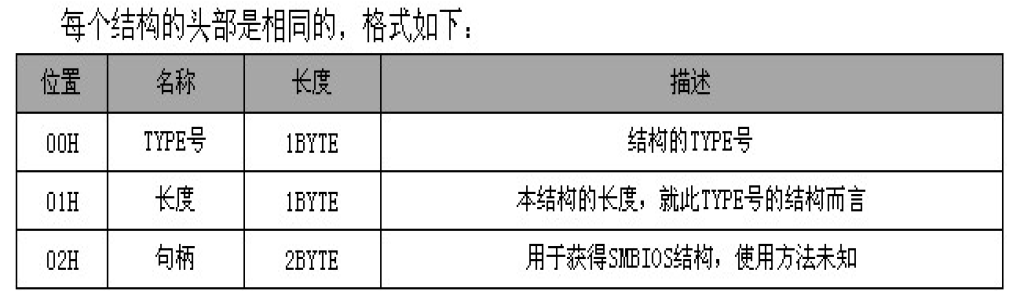 每个结构的头部是相同的，格式如下：
位置 名称 长度 描述
00H TYPE号 1BYTE 结构的TYPE号
01H 长度 1BYTE 本结构的长度，就此TYPE号的结构而言
02H 句柄 2BYTE 用于获得SMBIOS结构，使用方法未知